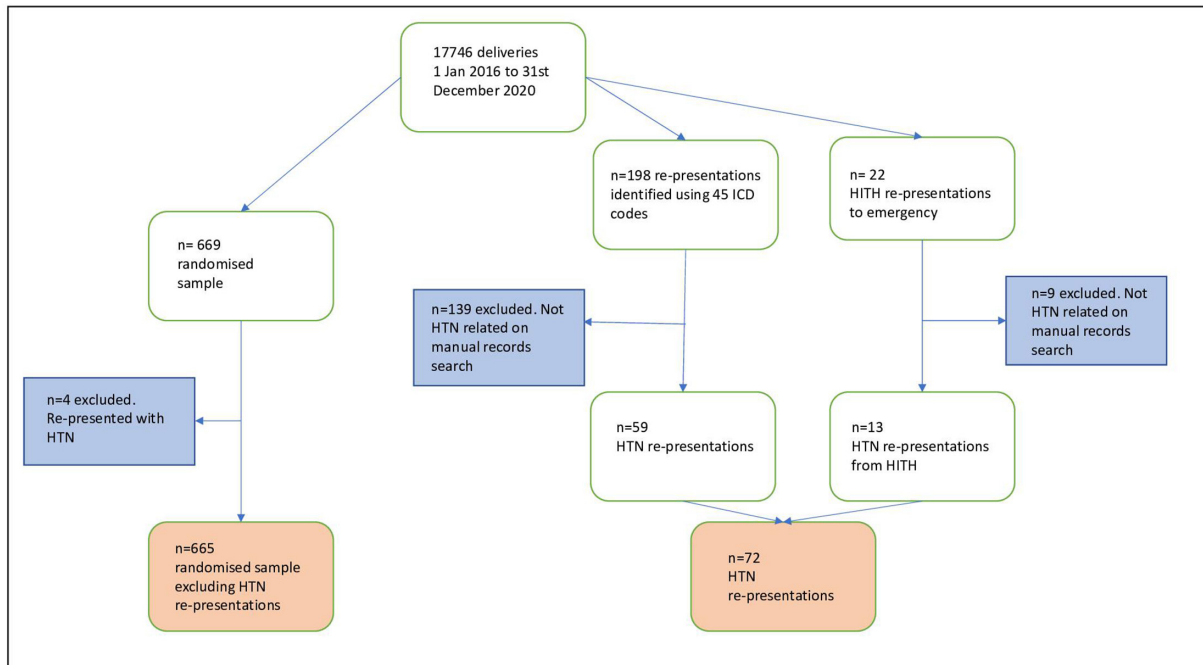 17746 deliveries
1 Jan 2016 to 31st
December 2020
n=198 re-presentations
identified using 45 ICD
codes
n= 22
HITH re-presentations
to emergency
n= 669
randomised
sample
n=139 excluded. Not
HTN related on
manual records
search
n=9 excluded. Not
HTN related on
manual records
search
n=4 excluded.
Re-presented with
HTN
n=59
HTN re-presentations
n=13
HTN re-presentations
from HITH
n=665
randomised sample
excluding HTN
re-presentations
n=72
HTN
re-presentations